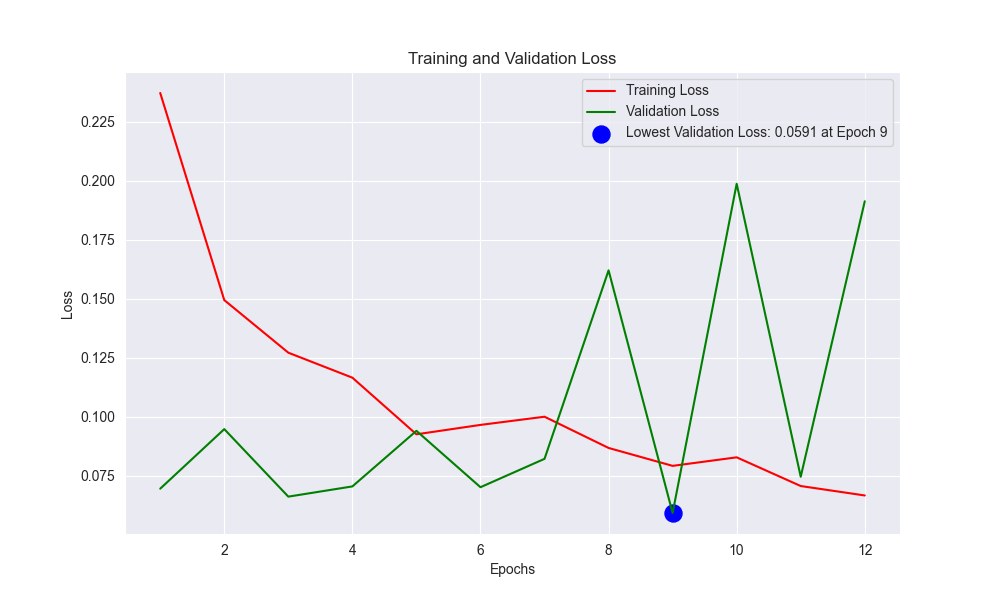 Training and Validation Loss
Training Loss
Validation Loss
Lowest Validation Loss: 0.0591 at Epoch 9
Loss
0.225
0.200
0.175
0.150
0.125
0.100
0.075
2 4 6 8 10 12
Epochs